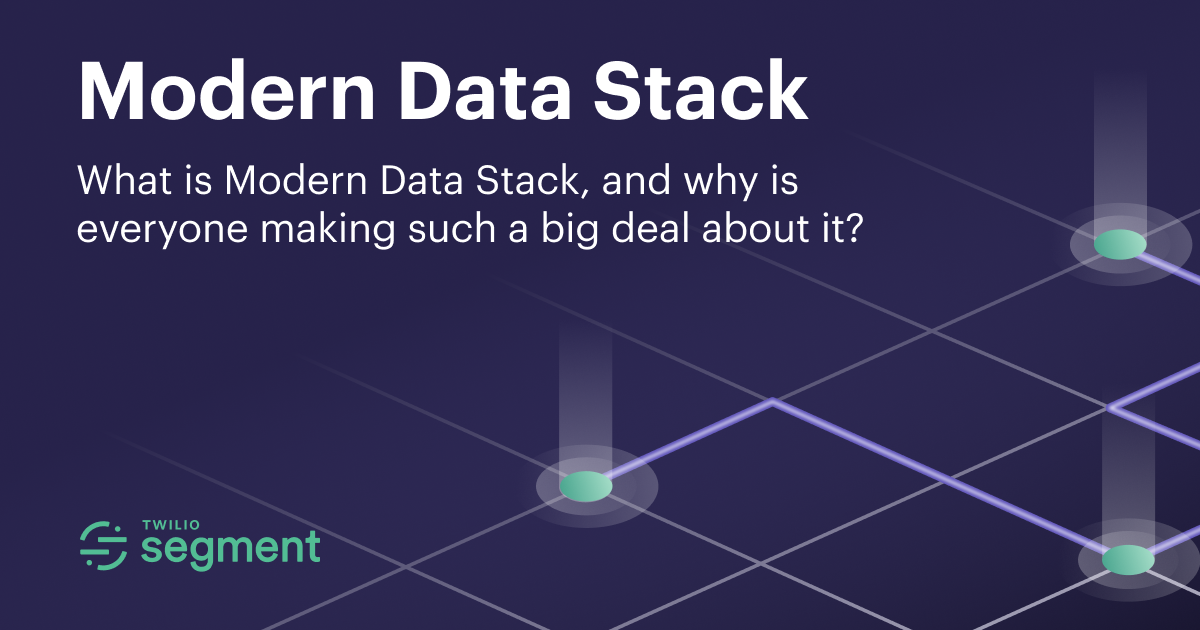 Modern Data Stack
What is Modern Data Stack, and why is
everyone making such a big deal about it?
TWILIO
segment